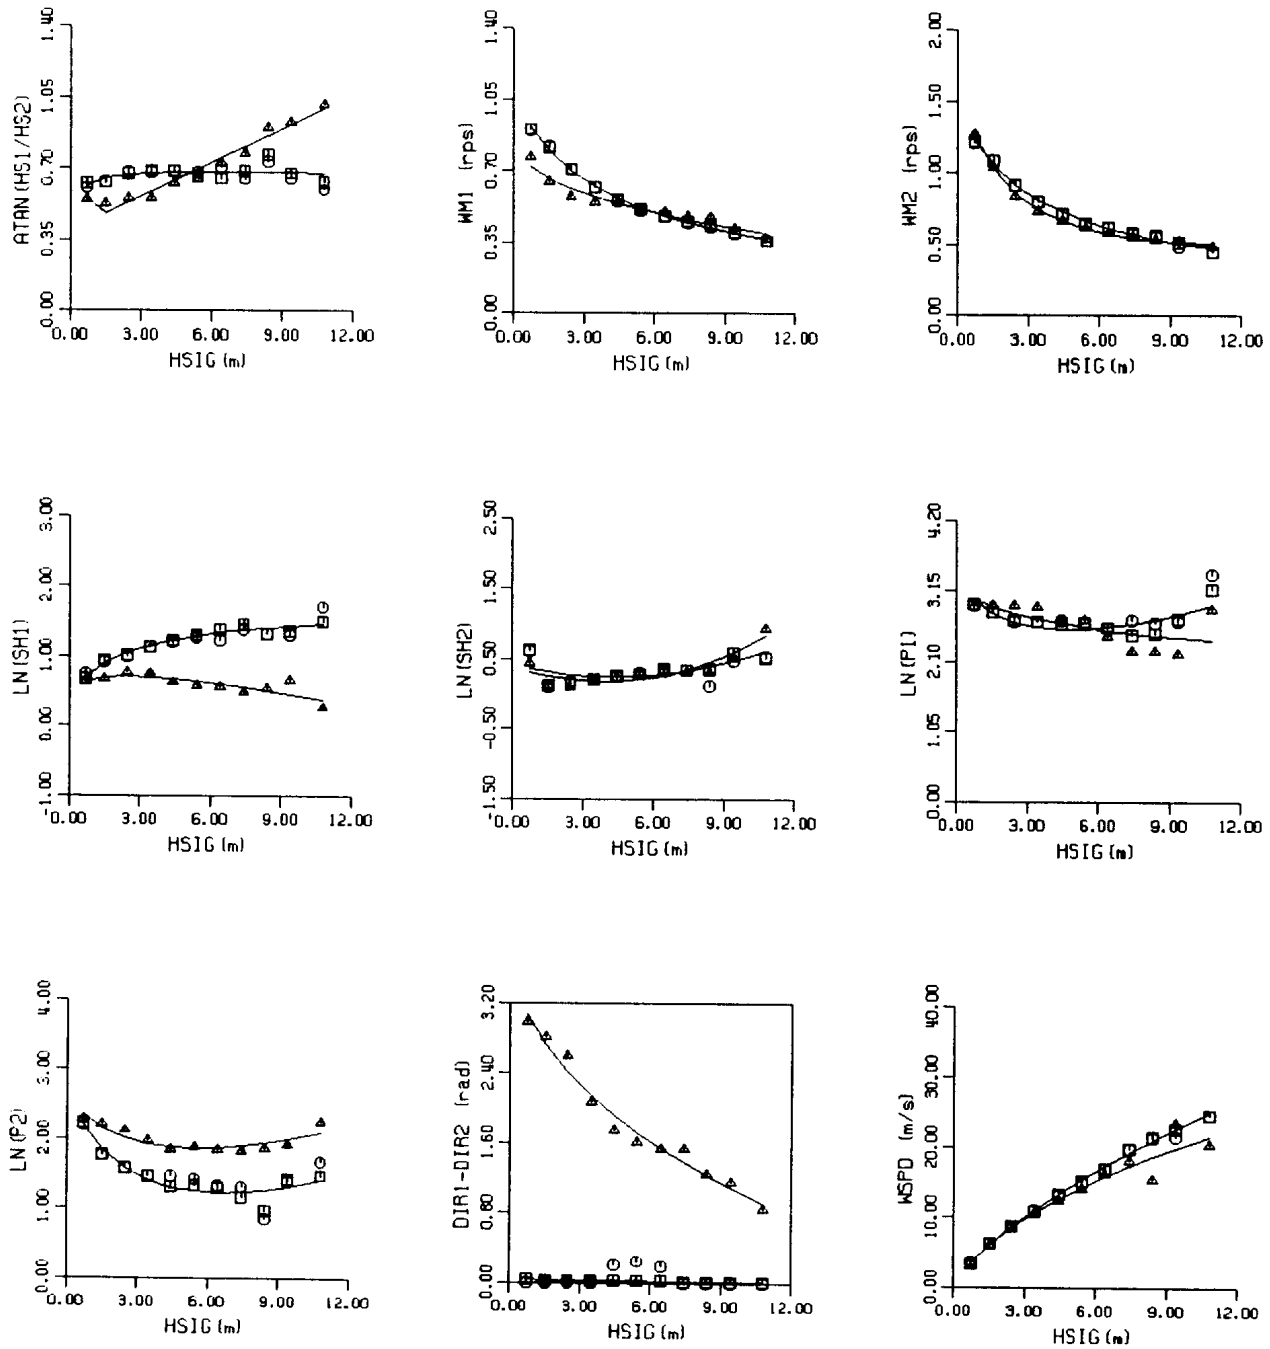 ATAN(HS1/HS2)
1.40
1.05
0.70
0.35
0.00
0.00 3.00 6.00 9.00 12.00
HSIG(m)
WM1 (rps)
1.40
1.05
0.70
0.35
0.00
0.00 3.00 6.00 9.00 12.00
HSIG(m)
WM2 (rps)
2.00
1.50
1.00
0.50
0.00
0.00 3.00 6.00 9.00 12.00
HSIG(m)
LN(SH1)
3.00
2.00
1.00
0.00
-1.00
0.00 3.00 6.00 9.00 12.00
HSIG(m)
LN(SH2)
2.50
1.50
0.50
-0.50
-1.50
0.00 3.00 6.00 9.00 12.00
HSIG(m)
LN(P1)
4.20
3.15
2.10
1.05
0.00
0.00 3.00 6.00 9.00 12.00
HSIG(m)
LN(P2)
4.00
3.00
2.00
1.00
0.00
0.00 3.00 6.00 9.00 12.00
HSIG(m)
DIR1-DIR2 (rad)
3.20
2.40
1.60
0.80
0.00
0.00 3.00 6.00 9.00 12.00
HSIG(m)
WSPD (m/s)
40.00
30.00
20.00
10.00
0.00
0.00 3.00 6.00 9.00 12.00
HSIG(m)